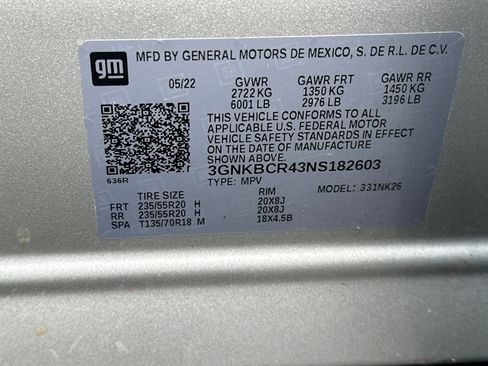 gm
MFD BY GENERAL MOTORS DE MEXICO, S. DE R.L. DE C.V.
05/22 GVWR GAWR FRT GAWR RR
2722 KG 1350 KG 1450 KG
6001 LB 2976 LB 3196 LB
THIS VEHICLE CONFORMS TO ALL
APPLICABLE U.S. FEDERAL MOTOR
VEHICLE SAFETY STANDARDS IN EFFECT
ON THE DATE OF MANUFACTURE
SHOWN ABOVE.
3GNKBCR43NS182603
636R TYPE: MPV MODEL: 331NK26
TIRE SIZE RIM
FRT 235/55R20 H 20X8J
RR 235/55R20 H 20X8J
SPA T135/70R18 M 18X4.5B